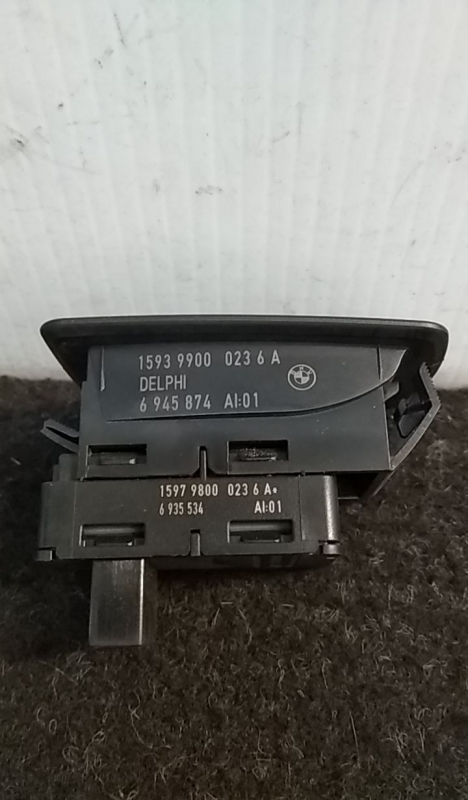 1593 9900 023 6 A
DELPHI
6 945 874 AI:01
1597 9800 023 6 A*
6 935 534 AI:01